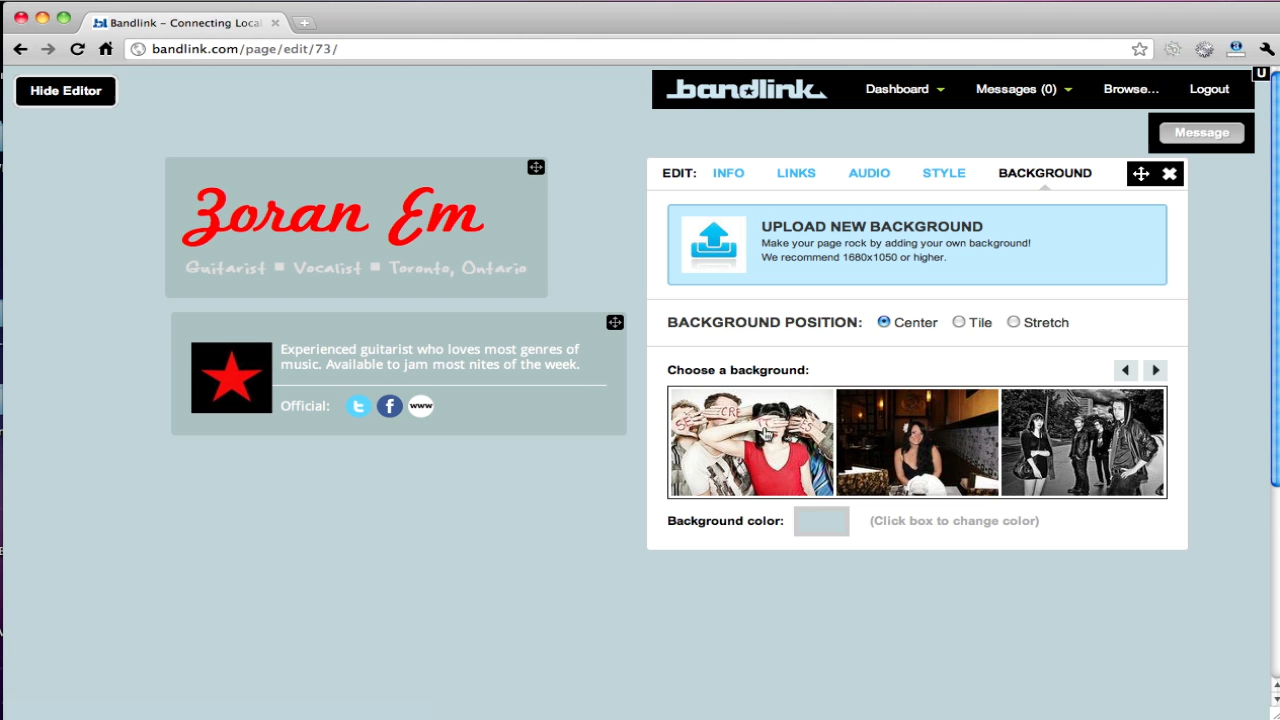 Bandlink – Connecting Local
bandlink.com/page/edit/73/
Hide Editor
bandlink
Dashboard
Messages (0)
Browse...
Logout
U
Message
Zoran Em
Guitarist ■ Vocalist ■ Toronto, Ontario
Experienced guitarist who loves most genres of
music. Available to jam most nites of the week.
Official:
t
f
www
EDIT: INFO LINKS AUDIO STYLE BACKGROUND
UPLOAD NEW BACKGROUND
Make your page rock by adding your own background!
We recommend 1680x1050 or higher.
BACKGROUND POSITION: Center Tile Stretch
Choose a background:
Background color:
(Click box to change color)